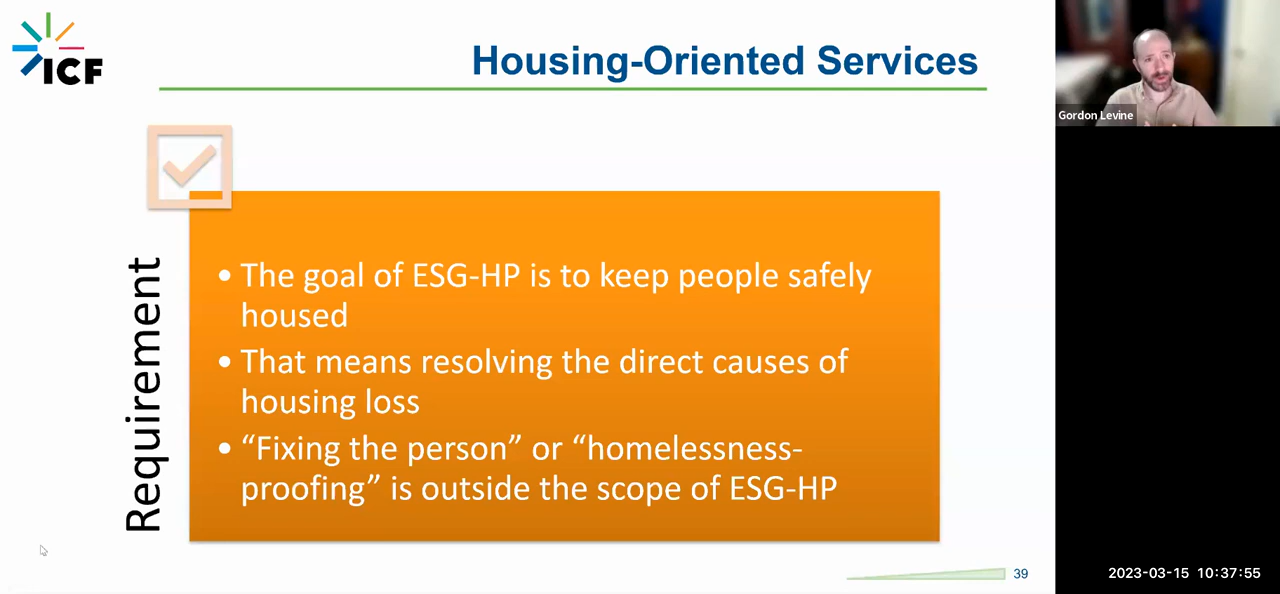 ICF
Housing-Oriented Services
Gordon Levine
Requirement
• The goal of ESG-HP is to keep people safely
housed
• That means resolving the direct causes of
housing loss
• “Fixing the person” or “homelessness-
proofing” is outside the scope of ESG-HP
39
2023-03-15 10:37:55